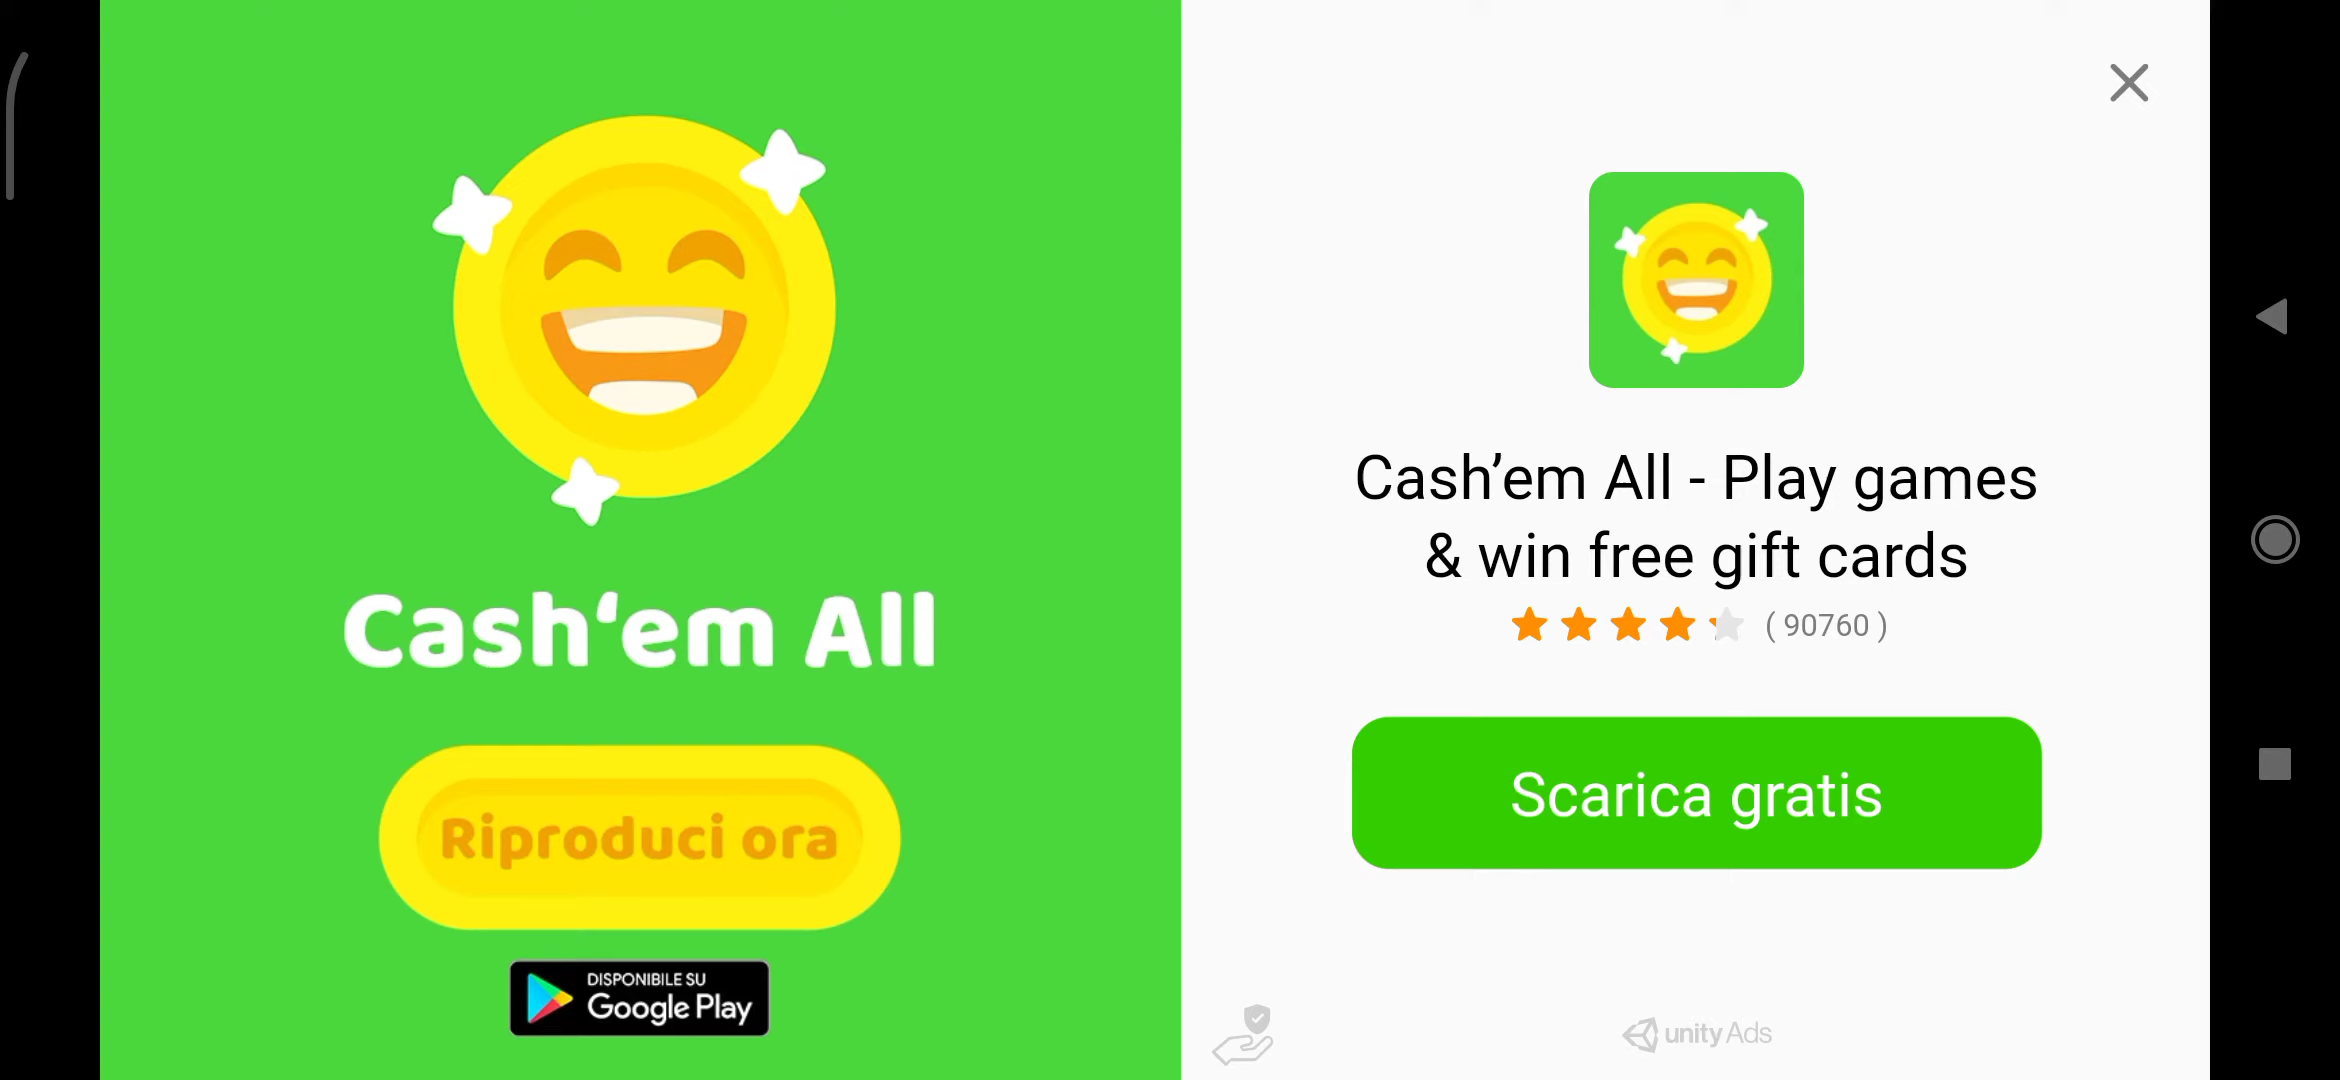 Cash‘em All
Riproduci ora
DISPONIBILE SU
Google Play
Cash’em All - Play games
& win free gift cards
( 90760 )
Scarica gratis
unity Ads